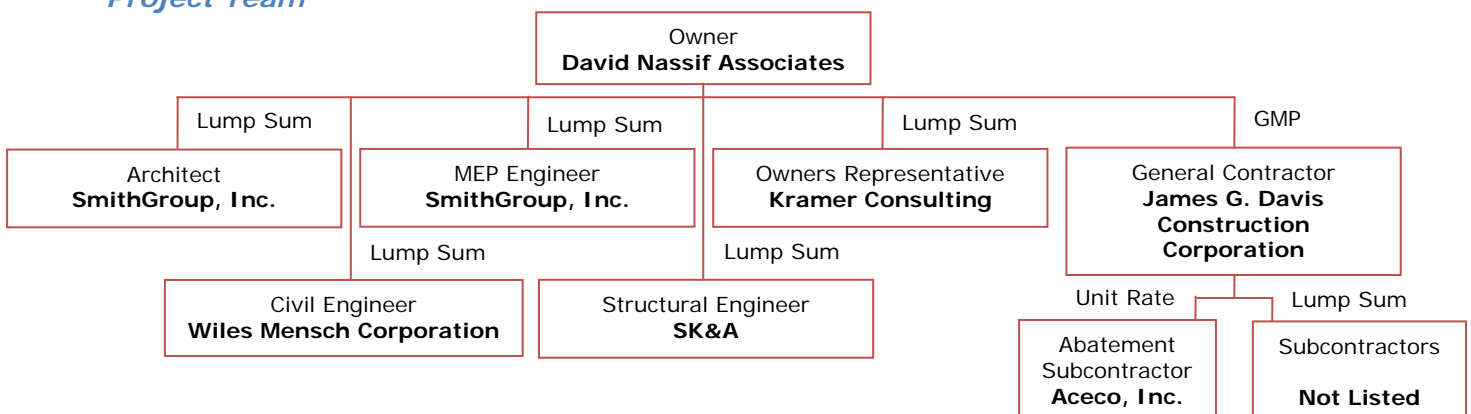 Project Team
Owner
David Nassif Associates
Lump Sum
Lump Sum
Lump Sum
GMP
Architect
SmithGroup, Inc.
MEP Engineer
SmithGroup, Inc.
Owners Representative
Kramer Consulting
General Contractor
James G. Davis
Construction
Corporation
Lump Sum
Lump Sum
Civil Engineer
Wiles Mensch Corporation
Structural Engineer
SK&A
Unit Rate
Lump Sum
Abatement
Subcontractor
Aceco, Inc.
Subcontractors
Not Listed